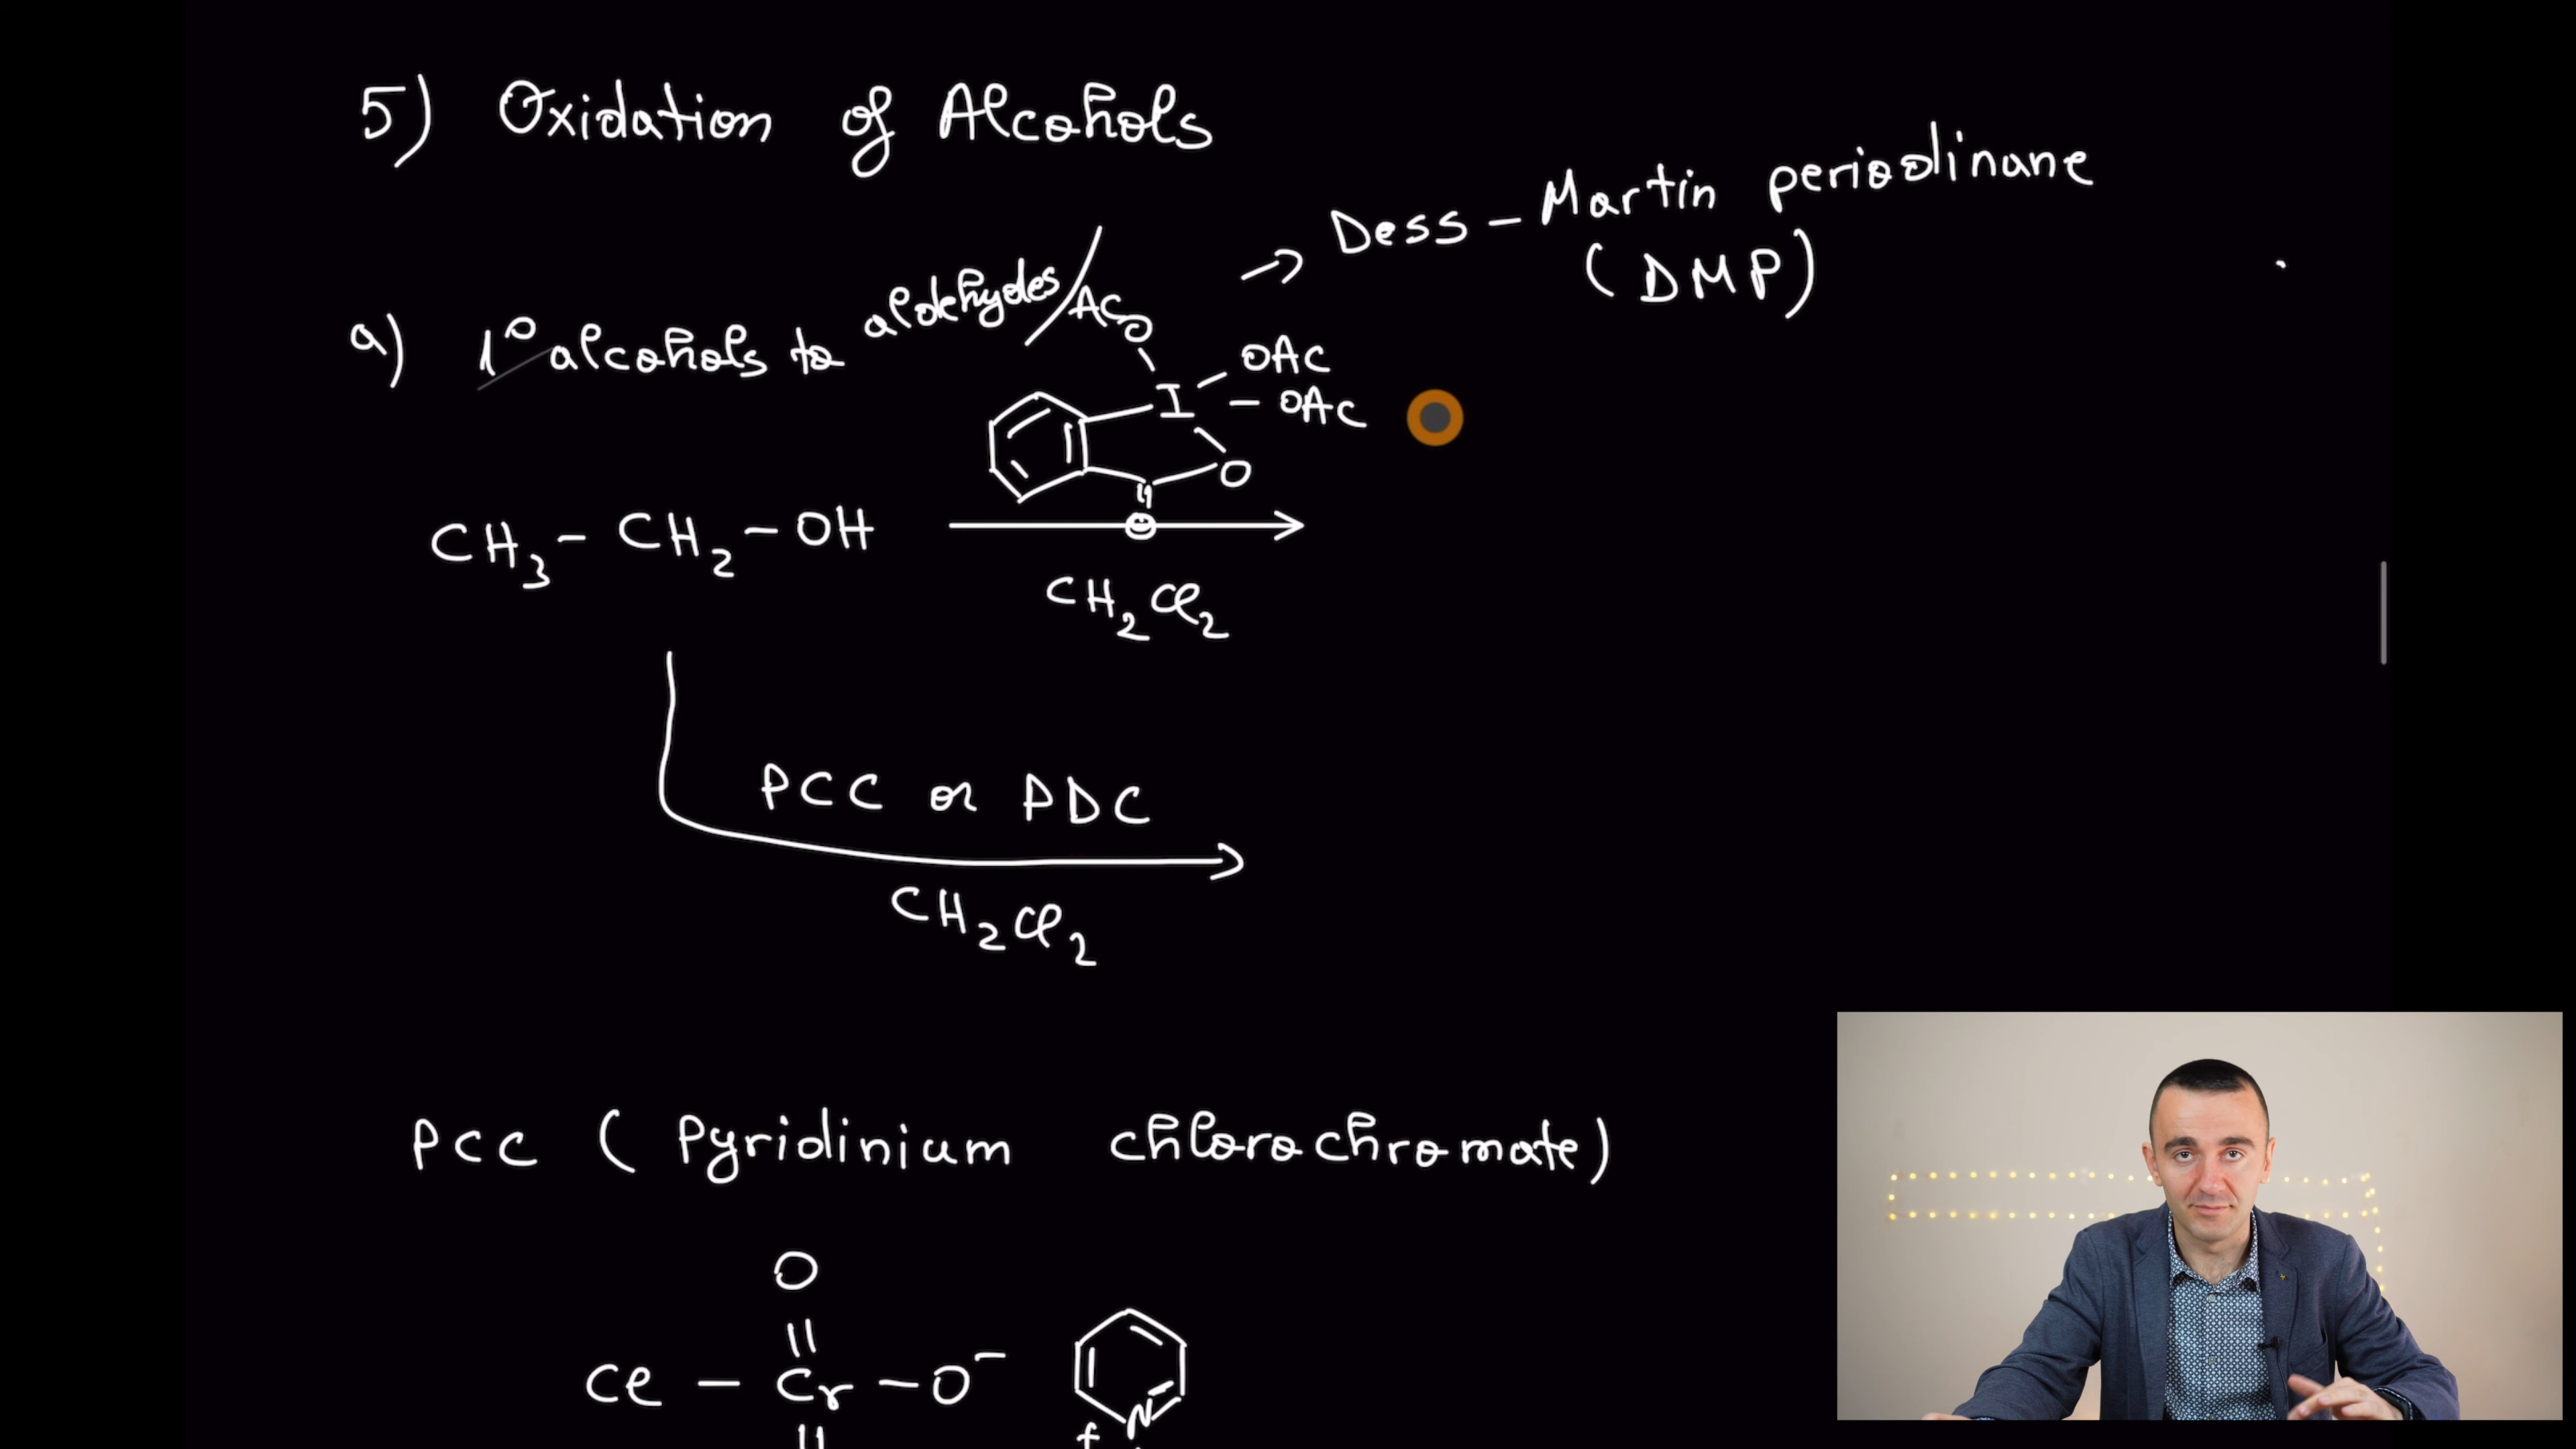 5) Oxidation of Alcohols
→ Dess - Martin periodinane
(DMP)
a) 1° alcohols to aldehydes/
AcO
OAc
I - OAc
O
O
CH₃ - CH₂ - OH
CH₂Cl₂
PCC or PDC
CH₂Cl₂
PCC (Pyridinium chlorochromate)
O
Cl - Cr - O⁻
N
+